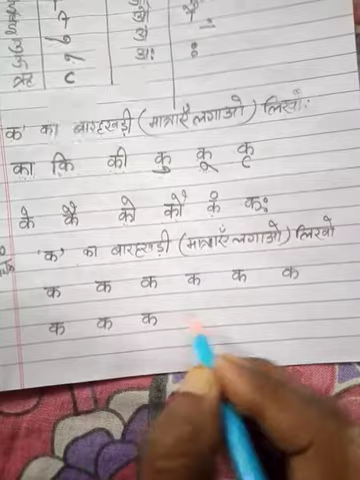 उ ु ओ ो
ऊ ू अं ं
ऋ ृ अः ः
क' का बारहखड़ी (मात्राएँ लगाओ) लिखों:
का कि की कु कू कृ
के कै को कौ कं कः
'क' का बारहखड़ी (मात्राएँ लगाओ) लिखो
क क क क क क
क क क